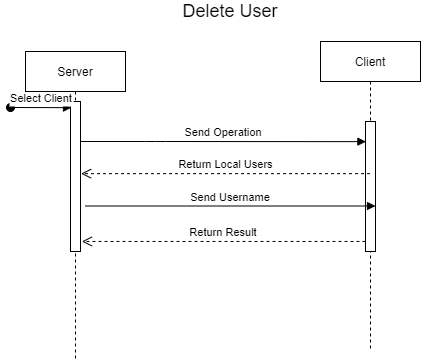 Delete User
Server
Client
Select Client
Send Operation
Return Local Users
Send Username
Return Result